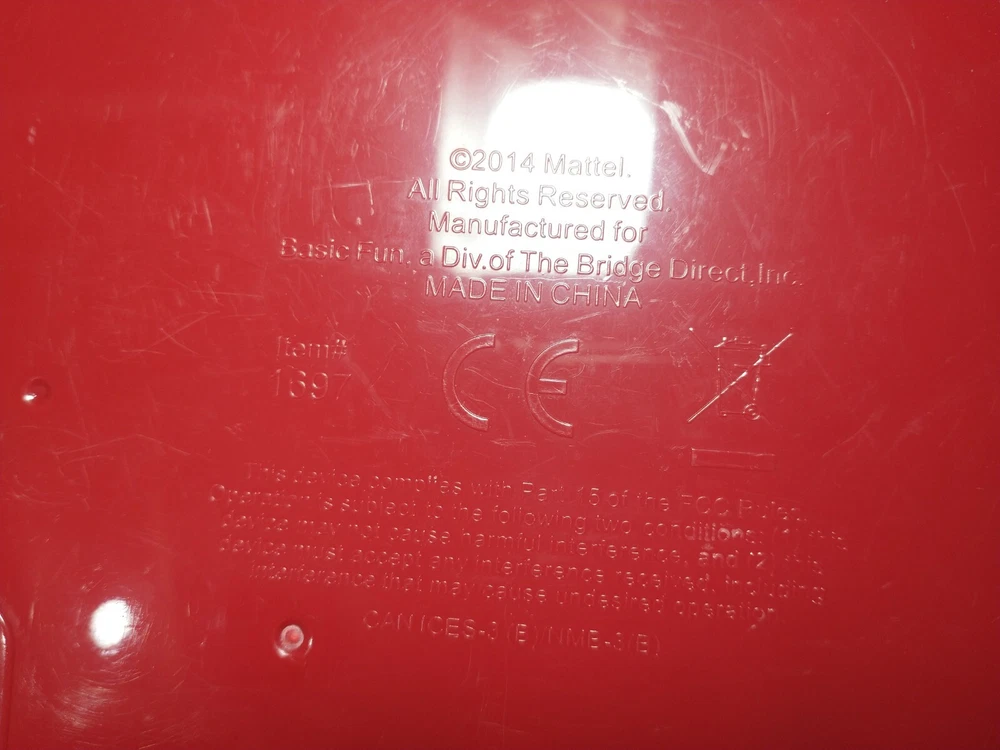 ©2014 Mattel.
All Rights Reserved.
Manufactured for
Basic Fun, a Div.of The Bridge Direct,Inc.
MADE IN CHINA
Item#
1697
CE
This device complies with Part 15 of the FCC Rules.
Operation is subject to the following two conditions: (1) this
device may not cause harmful interference, and (2) this
device must accept any interference received, including
interference that may cause undesired operation
CAN ICES-3 (B)/NMB-3(B)